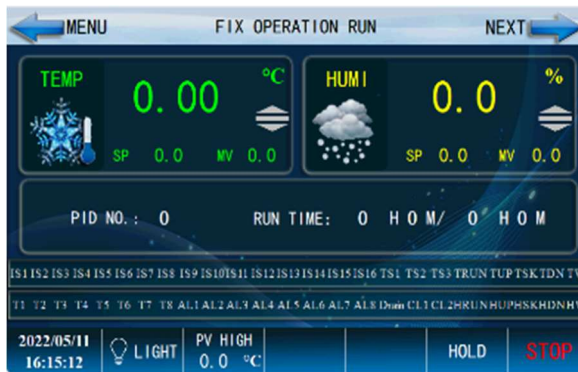 MENU FIX OPERATION RUN NEXT
TEMP 0.00 °C
SP 0.0 MV 0.0
HUMI 0.0 %
SP 0.0 MV 0.0
PID NO.: 0 RUN TIME: 0 H 0 M/ 0 H 0 M
IS1 IS2 IS3 IS4 IS5 IS6 IS7 IS8 IS9 IS10 IS11 IS12 IS13 IS14 IS15 IS16 TS1 TS2 TS3 TRUN TUP TSK TDN
T1 T2 T3 T4 T5 T6 T7 T8 AL1 AL2 AL3 AL4 AL5 AL6 AL7 AL8 Drain CL1 CL2 HRUN HUP HSK HDN
2022/05/11
16:15:12
LIGHT
PV HIGH
0.0 °C
HOLD
STOP